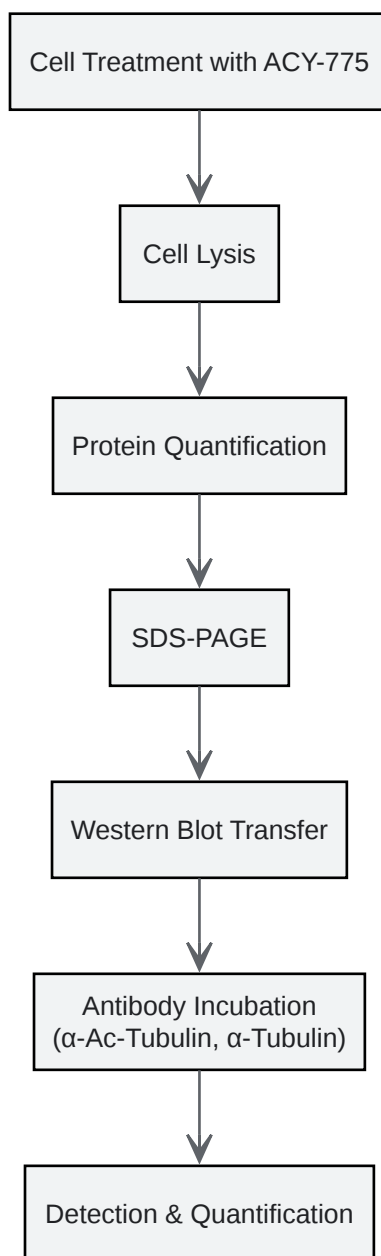 Cell Treatment with ACY-775
Cell Lysis
Protein Quantification
SDS-PAGE
Western Blot Transfer
Antibody Incubation
(α-Ac-Tubulin, α-Tubulin)
Detection & Quantification